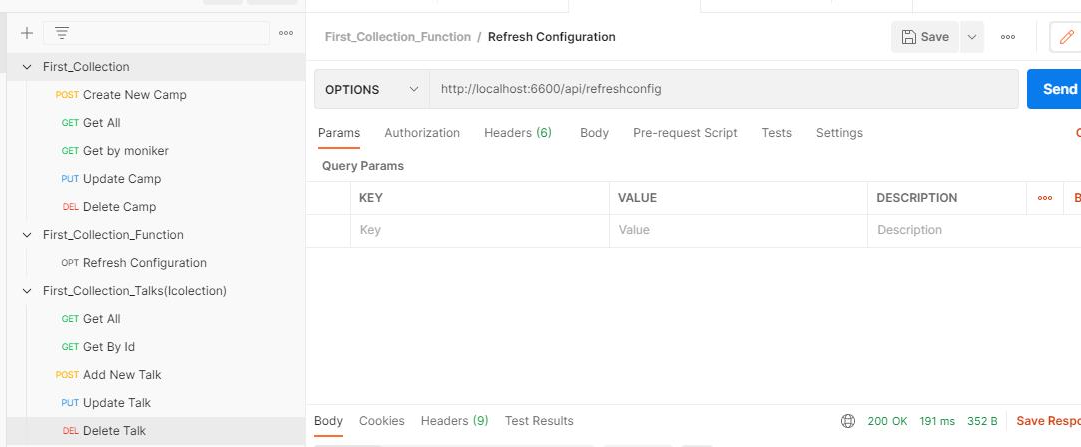 First_Collection
POST Create New Camp
GET Get All
GET Get by moniker
PUT Update Camp
DEL Delete Camp
First_Collection_Function
OPT Refresh Configuration
First_Collection_Talks(Icolection)
GET Get All
GET Get By Id
POST Add New Talk
PUT Update Talk
DEL Delete Talk
First_Collection_Function / Refresh Configuration
Save
OPTIONS http://localhost:6600/api/refreshconfig Send
Params Authorization Headers (6) Body Pre-request Script Tests Settings
Query Params
KEY VALUE DESCRIPTION
Key Value Description
Body Cookies Headers (9) Test Results 200 OK 191 ms 352 B Save Respo